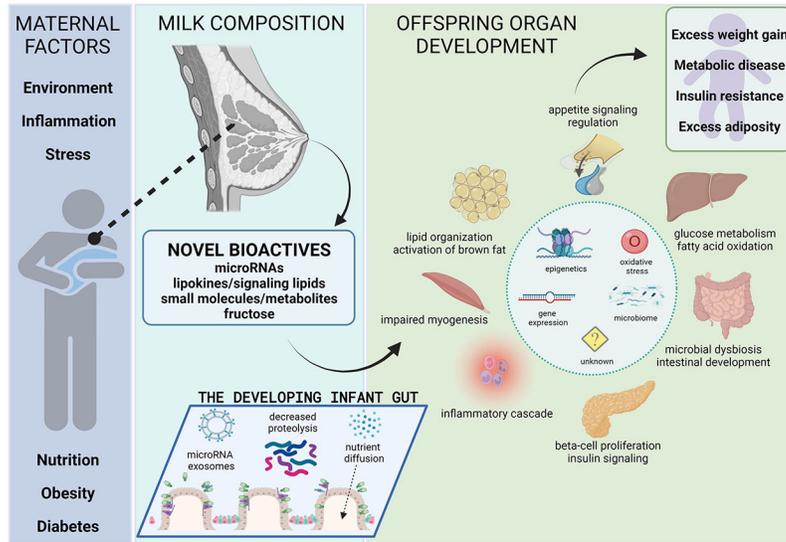 MATERNAL
FACTORS
Environment
Inflammation
Stress
Nutrition
Obesity
Diabetes
MILK COMPOSITION
NOVEL BIOACTIVES
microRNAs
lipokines/signaling lipids
small molecules/metabolites
fructose
THE DEVELOPING INFANT GUT
microRNA
exosomes
decreased
proteolysis
nutrient
diffusion
OFFSPRING ORGAN
DEVELOPMENT
appetite signaling
regulation
lipid organization
activation of brown fat
glucose metabolism
fatty acid oxidation
impaired myogenesis
microbial dysbiosis
intestinal development
inflammatory cascade
beta-cell proliferation
insulin signaling
epigenetics
O
oxidative
stress
gene
expression
microbiome
?
unknown
Excess weight gain
Metabolic disease
Insulin resistance
Excess adiposity